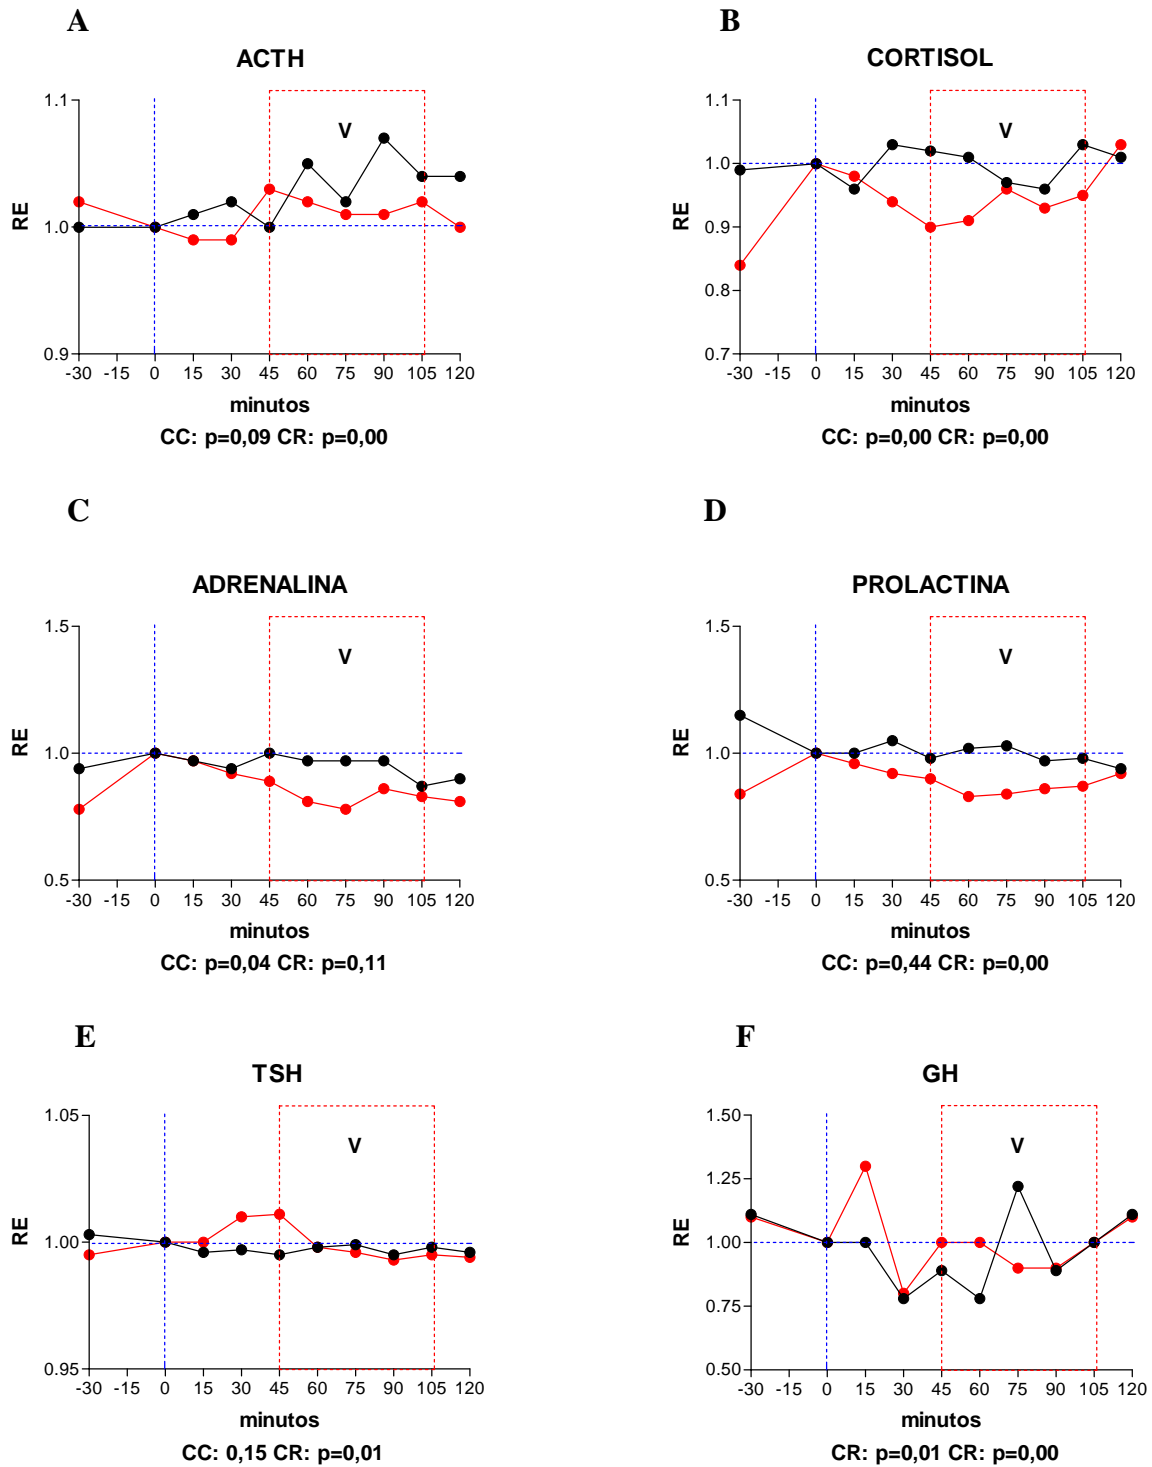 A
ACTH
1.1
V
1.0
RE
0.9
-30 -15 0 15 30 45 60 75 90 105 120
minutos
CC: p=0,09 CR: p=0,00
B
CORTISOL
1.1
V
1.0
RE
0.9
0.8
0.7
-30 -15 0 15 30 45 60 75 90 105 120
minutos
CC: p=0,00 CR: p=0,00
C
ADRENALINA
1.5
V
RE
1.0
0.5
-30 -15 0 15 30 45 60 75 90 105 120
minutos
CC: p=0,04 CR: p=0,11
D
PROLACTINA
1.5
V
RE
1.0
0.5
-30 -15 0 15 30 45 60 75 90 105 120
minutos
CC: p=0,44 CR: p=0,00
E
TSH
1.05
V
RE
1.00
0.95
-30 -15 0 15 30 45 60 75 90 105 120
minutos
CC: 0,15 CR: p=0,01
F
GH
1.50
V
1.25
RE
1.00
0.75
0.50
-30 -15 0 15 30 45 60 75 90 105 120
minutos
CR: p=0,01 CR: p=0,00